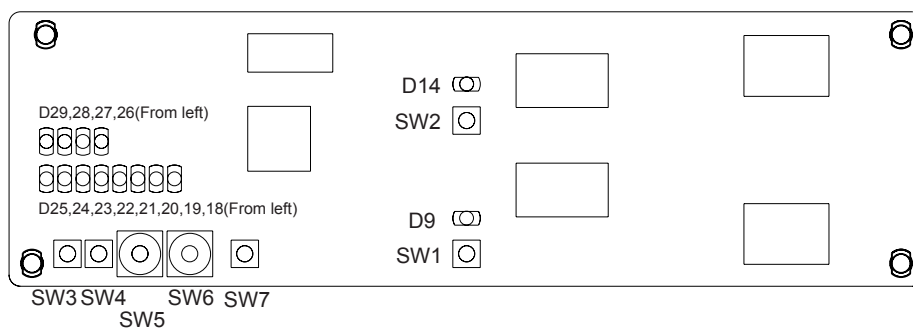 D14
SW2
D29,28,27,26(From left)
D25,24,23,22,21,20,19,18(From left)
D9
SW1
SW3 SW4 SW6 SW7
SW5